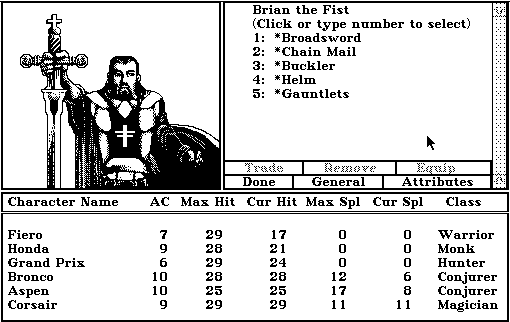 Brian the Fist
(Click or type number to select)
1: *Broadsword
2: *Chain Mail
3: *Buckler
4: *Helm
5: *Gauntlets
Trade Remove Equip
Done General Attributes
Character Name AC Max Hit Cur Hit Max Spl Cur Spl Class
Fiero 7 29 17 0 0 Warrior
Honda 9 28 21 0 0 Monk
Grand Prix 6 29 24 0 0 Hunter
Bronco 10 28 28 12 6 Conjurer
Aspen 10 25 25 17 8 Conjurer
Corsair 9 29 29 11 11 Magician